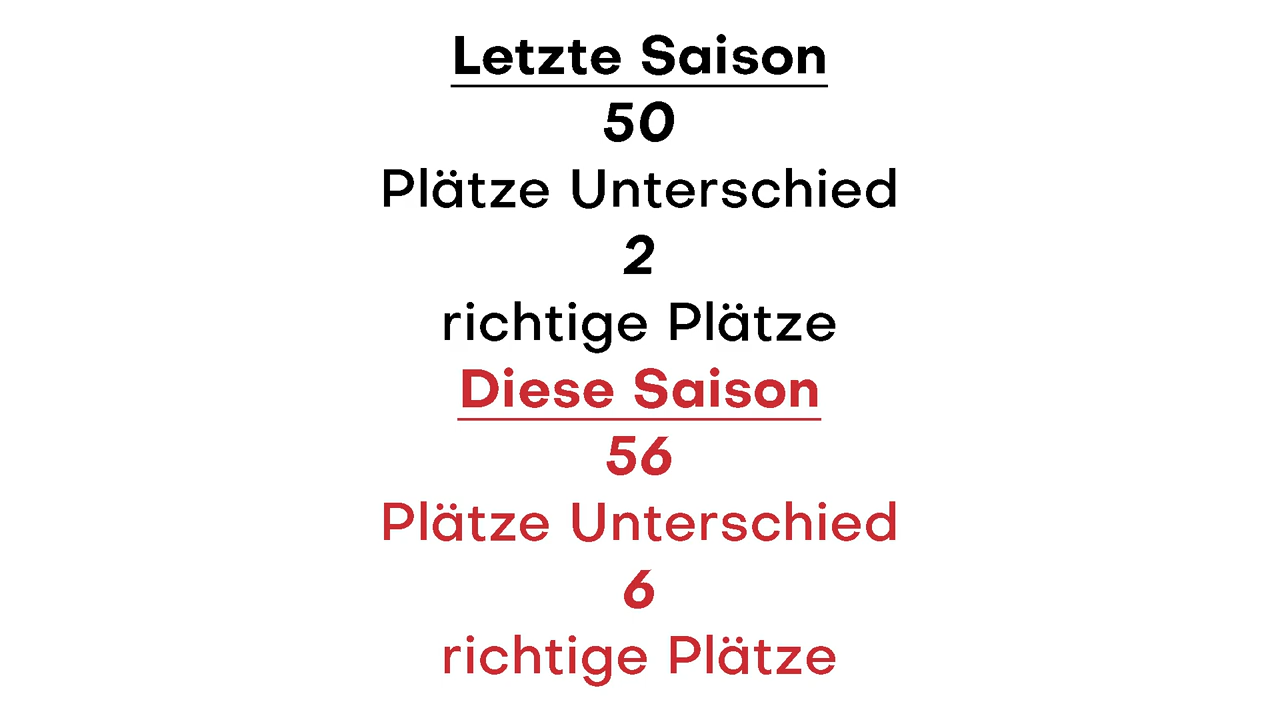 Letzte Saison
50
Plätze Unterschied
2
richtige Plätze
Diese Saison
56
Plätze Unterschied
6
richtige Plätze